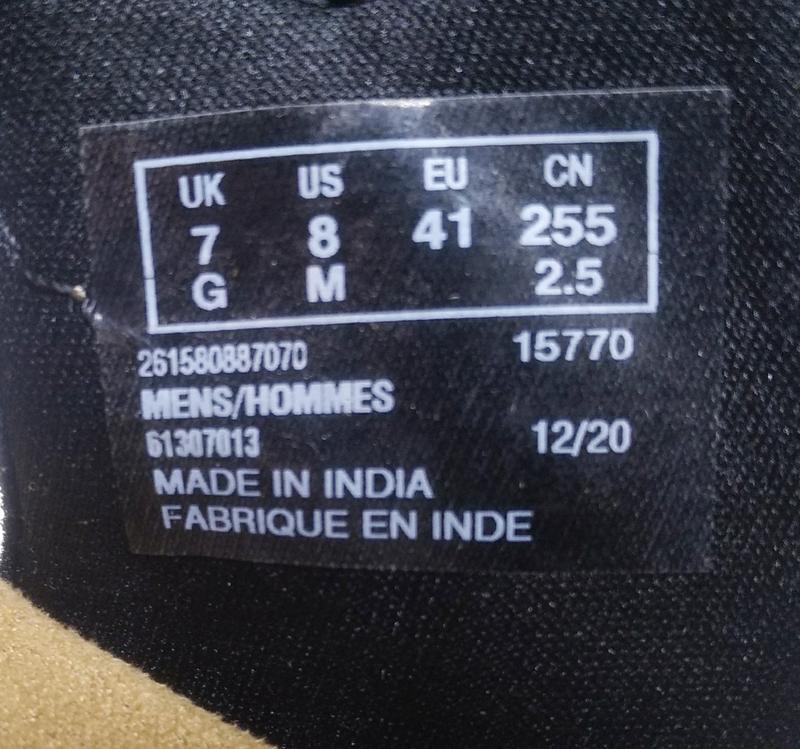 UK US EU CN
7 8 41 255
G M 2.5
261580887070 15770
MENS/HOMMES
61307013 12/20
MADE IN INDIA
FABRIQUE EN INDE